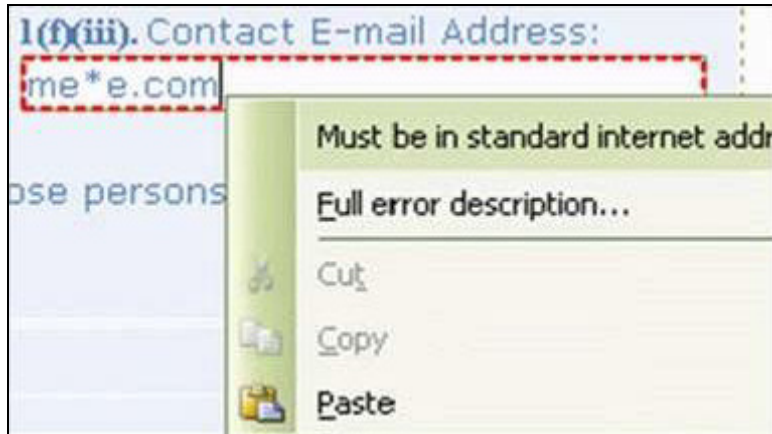 1(f)(iii). Contact E-mail Address:
me*e.com
Must be in standard internet
ose persons
Full error description...
Cut
Copy
Paste